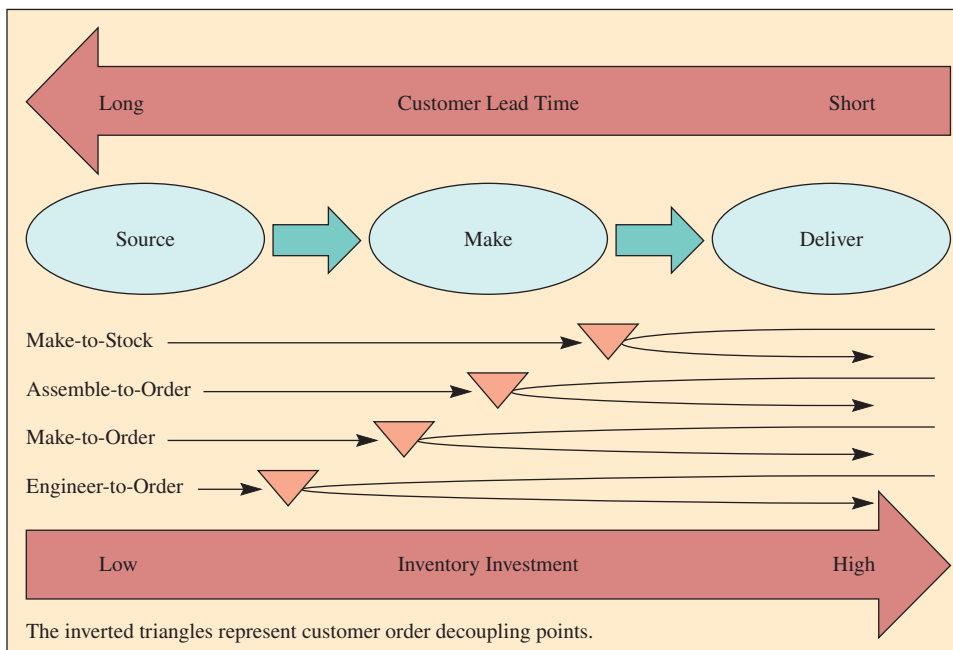 Long Customer Lead Time Short
Source Make Deliver
Make-to-Stock
Assemble-to-Order
Make-to-Order
Engineer-to-Order
Low Inventory Investment High
The inverted triangles represent customer order decoupling points.